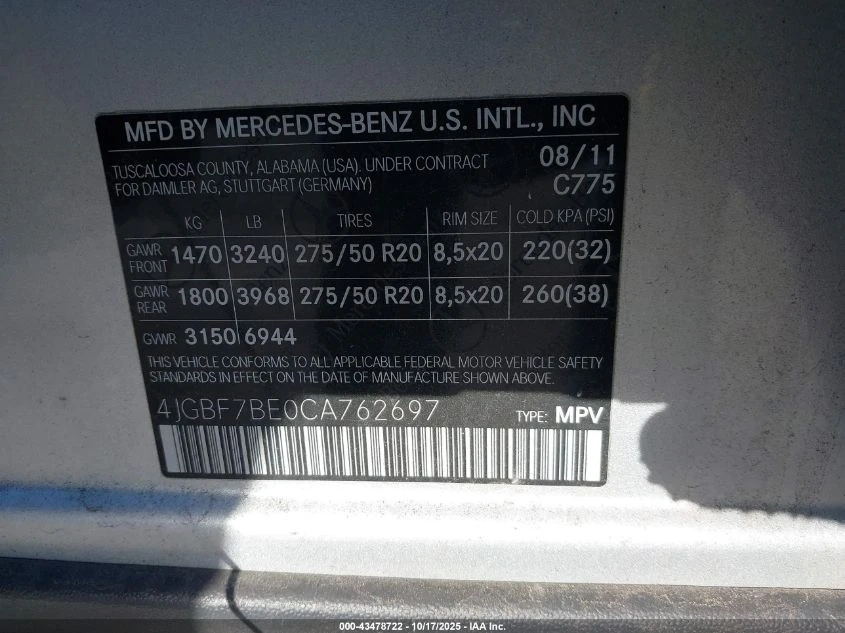 MFD BY MERCEDES-BENZ U.S. INTL., INC
TUSCALOOSA COUNTY, ALABAMA (USA). UNDER CONTRACT 08/11
FOR DAIMLER AG, STUTTGART (GERMANY) C775
KG LB TIRES RIM SIZE COLD KPA (PSI)
GAWR FRONT 1470 3240 275/50 R20 8,5x20 220(32)
GAWR REAR 1800 3968 275/50 R20 8,5x20 260(38)
GVWR 3150 6944
THIS VEHICLE CONFORMS TO ALL APPLICABLE FEDERAL MOTOR VEHICLE SAFETY
STANDARDS IN EFFECT ON THE DATE OF MANUFACTURE SHOWN ABOVE.
4JGBF7BE0CA762697 TYPE: MPV
000-43478722 - 10/17/2025 - IAA Inc.